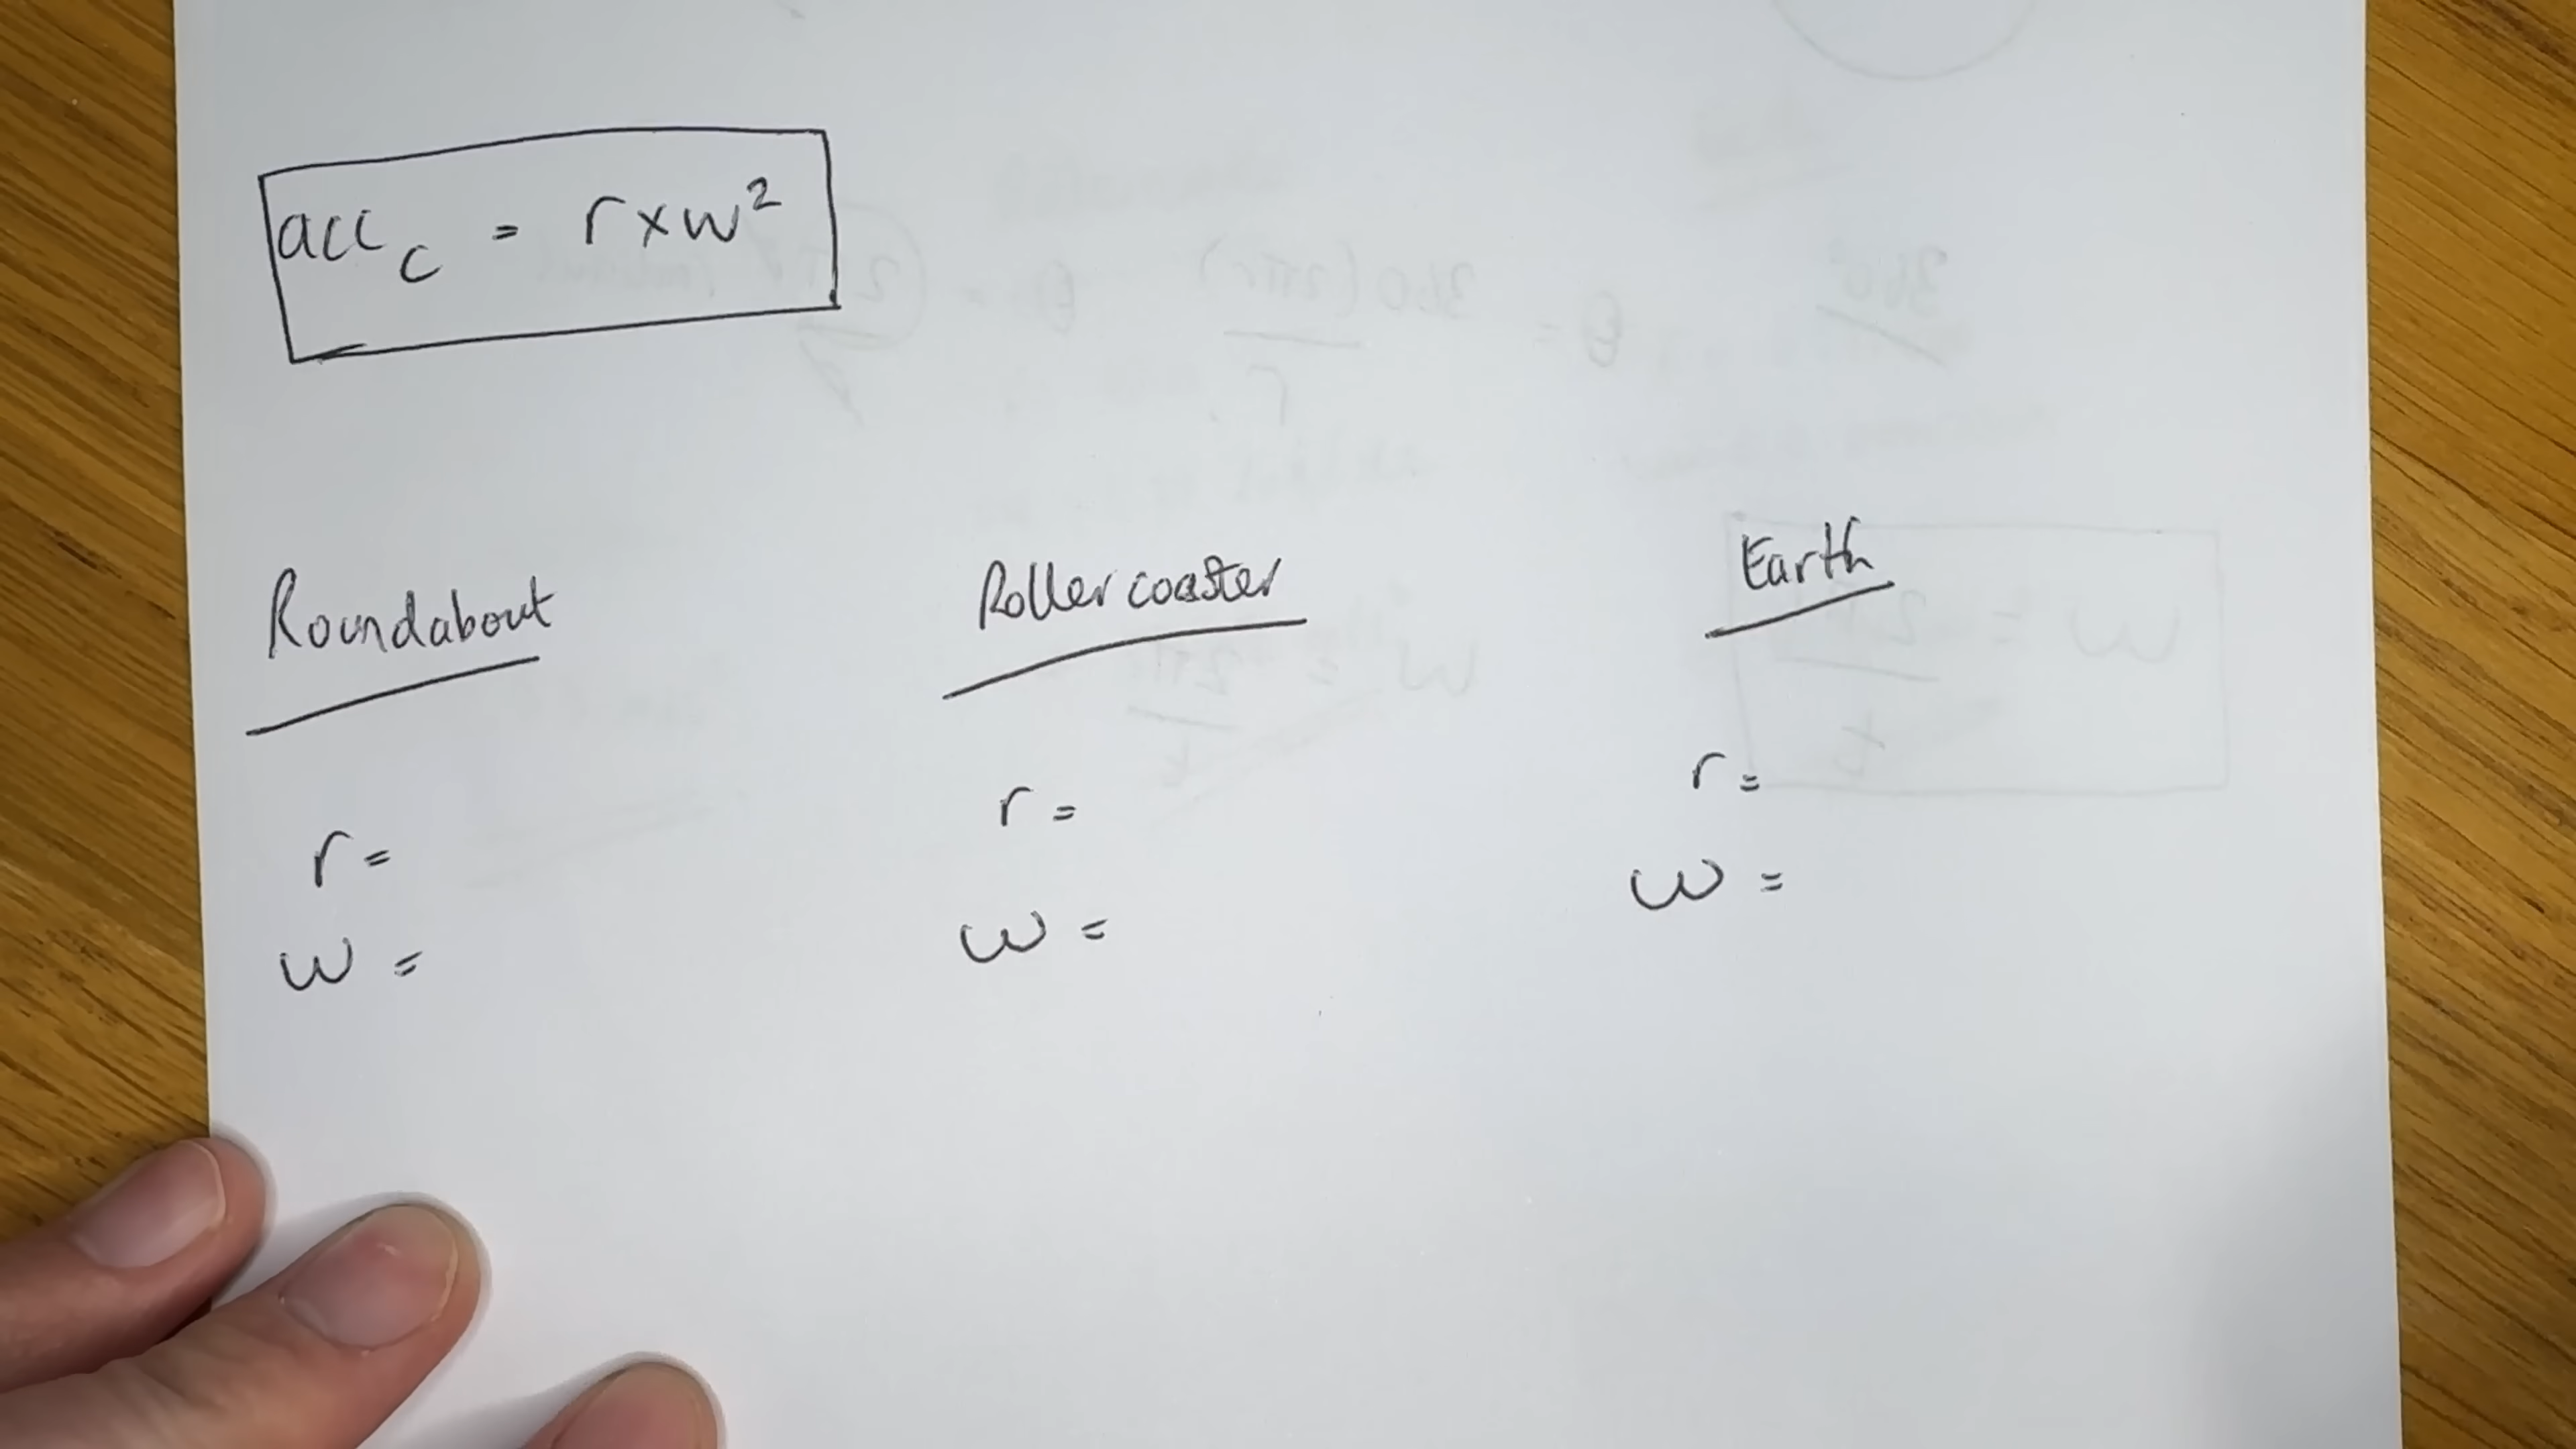 acc_c = r×w²
Roundabout
r =
w =
Roller coaster
r =
w =
Earth
r =
w =